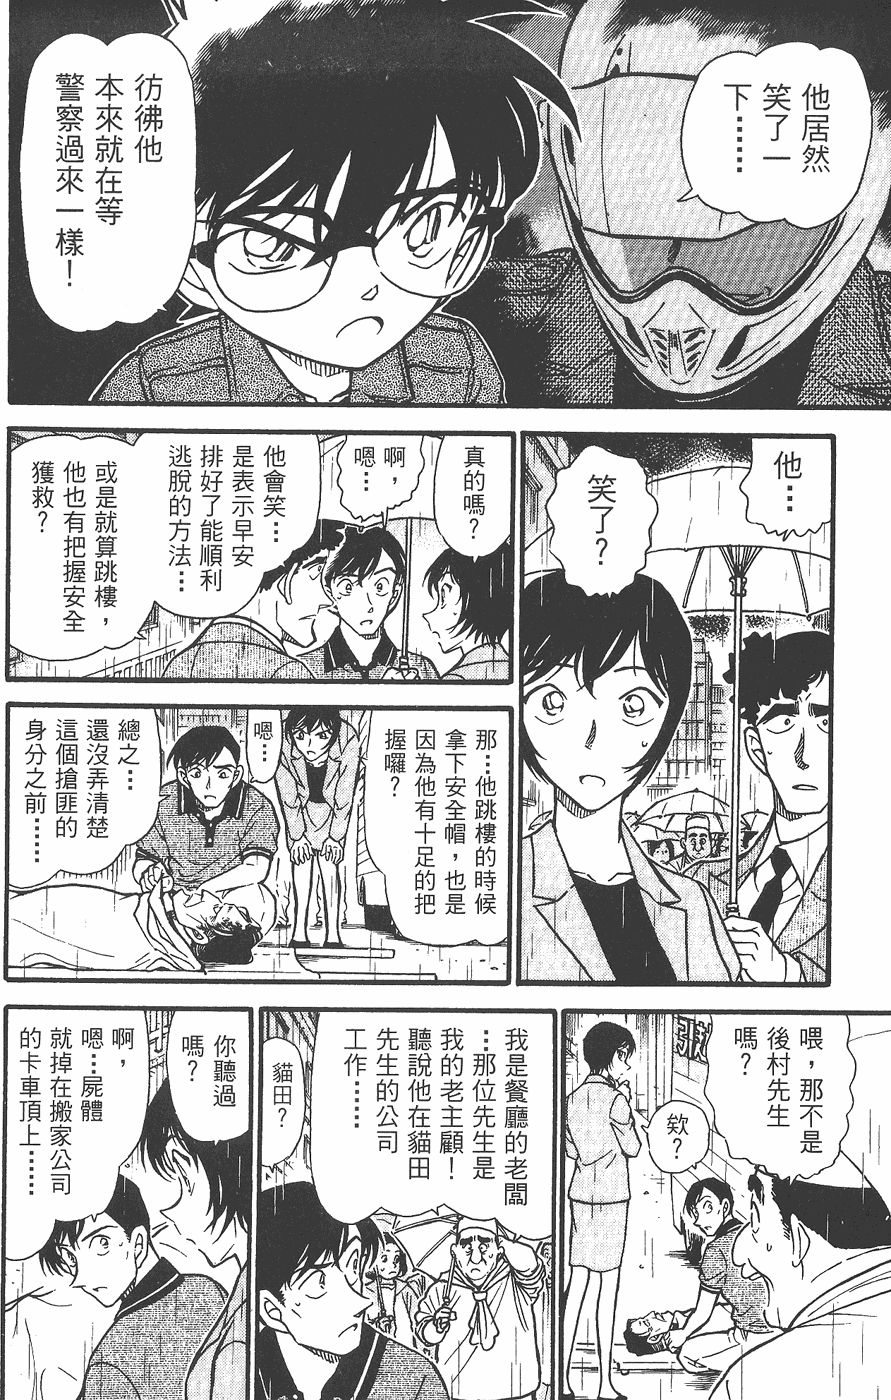 他居然
笑了一
下……
彷彿他
本來就在等
警察過來一樣！
他…
笑了？
真的嗎？
啊，
嗯…
他會笑…
是表示早安
排好了能順利
逃脫的方法…
或是就算跳樓，
他也有把握安全
獲救？
那…他跳樓的時候
拿下安全帽，也是
因為他有十足的把
握囉？
嗯…
總之…
還沒弄清楚
這個搶匪的
身分之前……
喂，那不是
後村先生
嗎？
欸？
我是餐廳的老闆
…那位先生是
我的老主顧！
聽說他在貓田
先生的公司
工作……
貓田？
你聽過
嗎？
啊，
嗯…屍體
就掉在搬家公司
的卡車頂上……